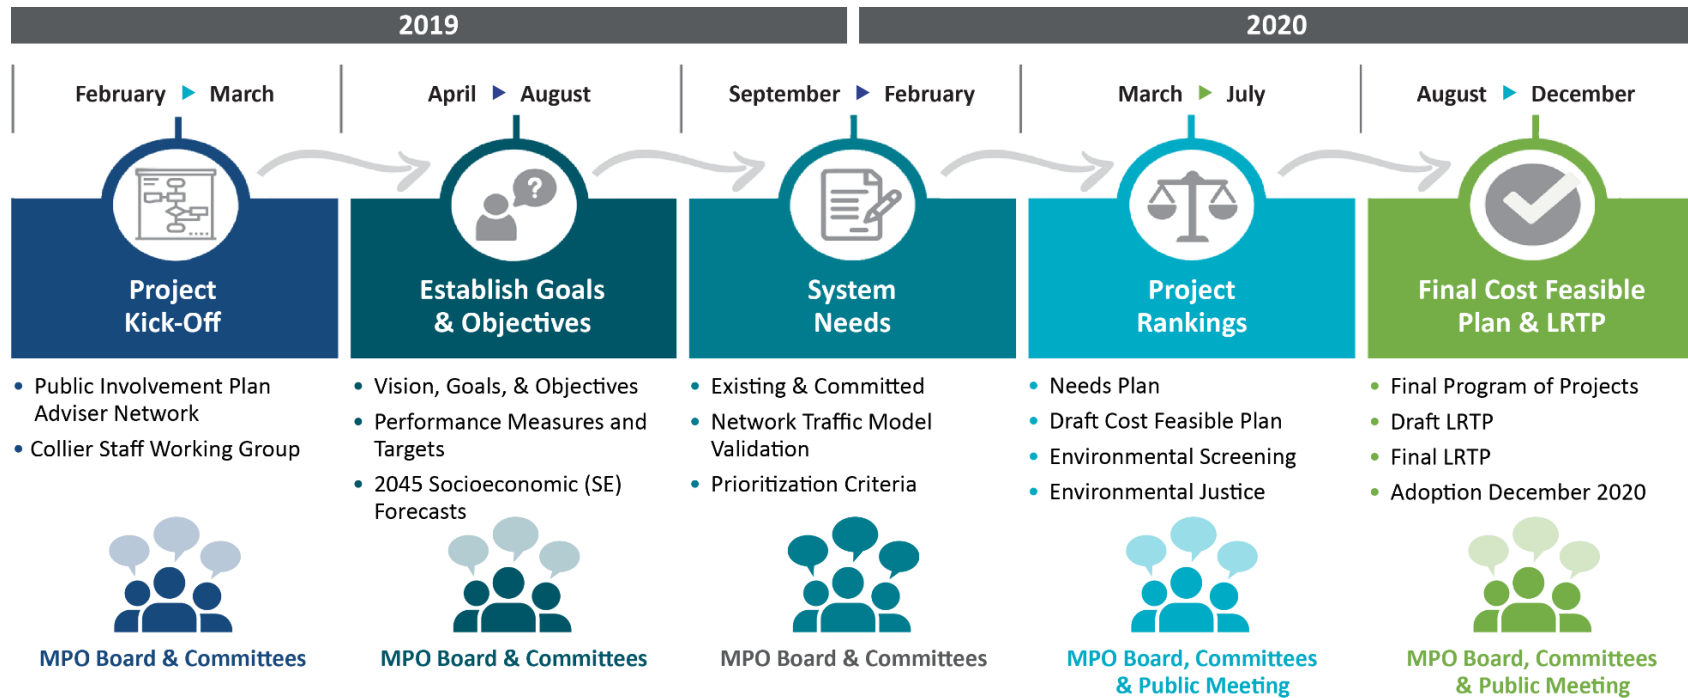 2019
2020
February ▶ March
April ▶ August
September ▶ February
March ▶ July
August ▶ December
?
Project
Kick-Off
Establish Goals
& Objectives
System
Needs
Project
Rankings
Final Cost Feasible
Plan & LRTP
• Public Involvement Plan
Adviser Network
• Collier Staff Working Group
• Vision, Goals, & Objectives
• Performance Measures and
Targets
• 2045 Socioeconomic (SE)
Forecasts
• Existing & Committed
• Network Traffic Model
Validation
• Prioritization Criteria
• Needs Plan
• Draft Cost Feasible Plan
• Environmental Screening
• Environmental Justice
• Final Program of Projects
• Draft LRTP
• Final LRTP
• Adoption December 2020
MPO Board & Committees
MPO Board & Committees
MPO Board & Committees
MPO Board, Committees
& Public Meeting
MPO Board, Committees
& Public Meeting